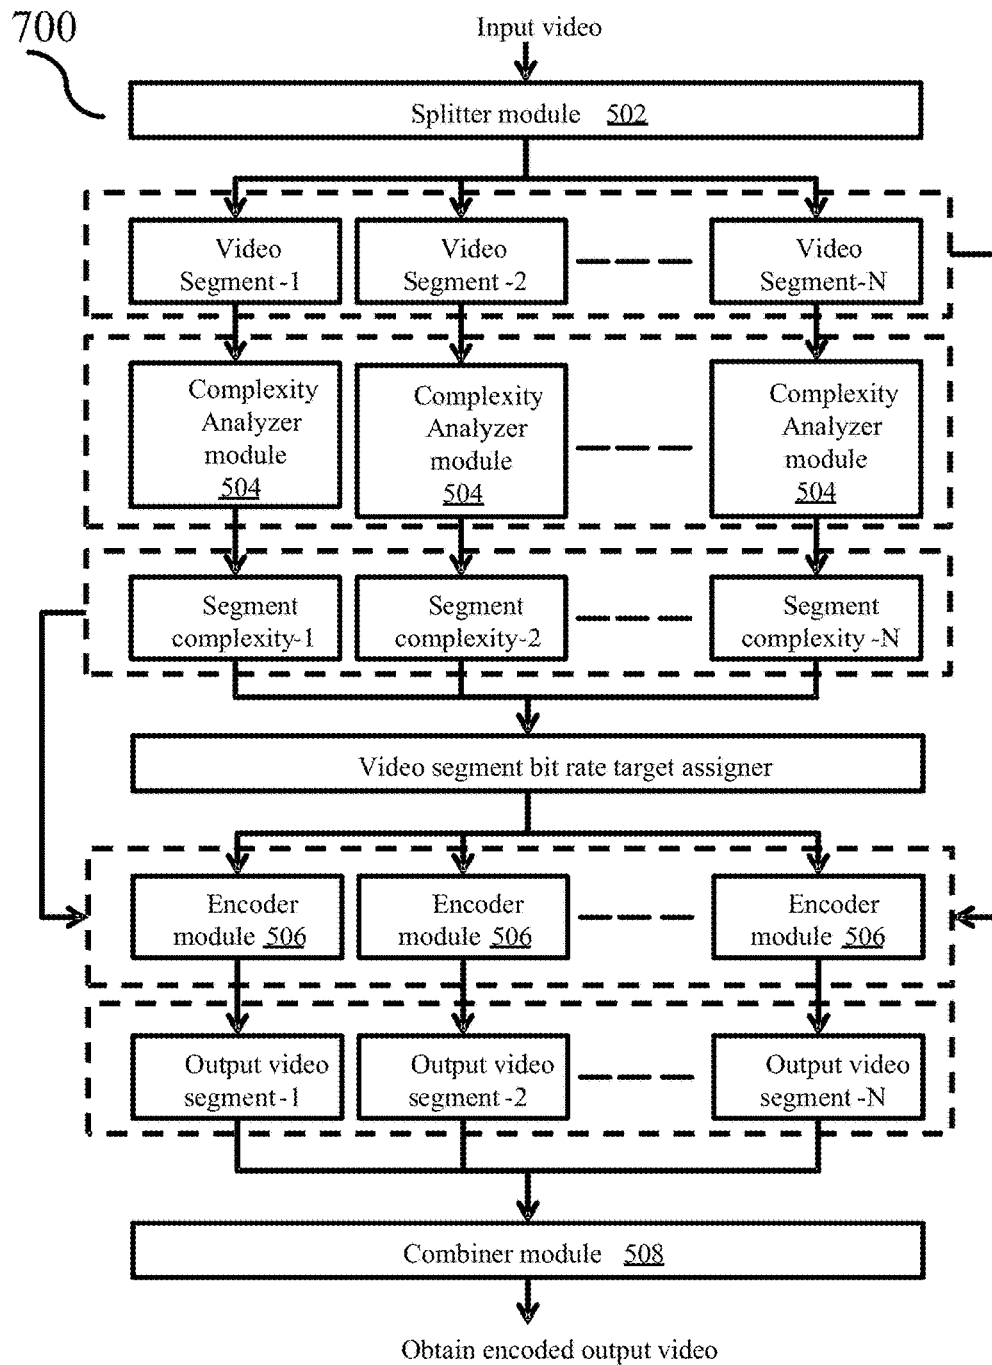 700
Input video
Splitter module 502
Video
Segment-1
Video
Segment-2
Video
Segment-N
Complexity
Analyzer
module
504
Complexity
Analyzer
module
504
Complexity
Analyzer
module
504
Segment
complexity-1
Segment
complexity-2
Segment
complexity-N
Video segment bit rate target assigner
Encoder
module 506
Encoder
module 506
Encoder
module 506
Output video
segment-1
Output video
segment-2
Output video
segment-N
Combiner module 508
Obtain encoded output video